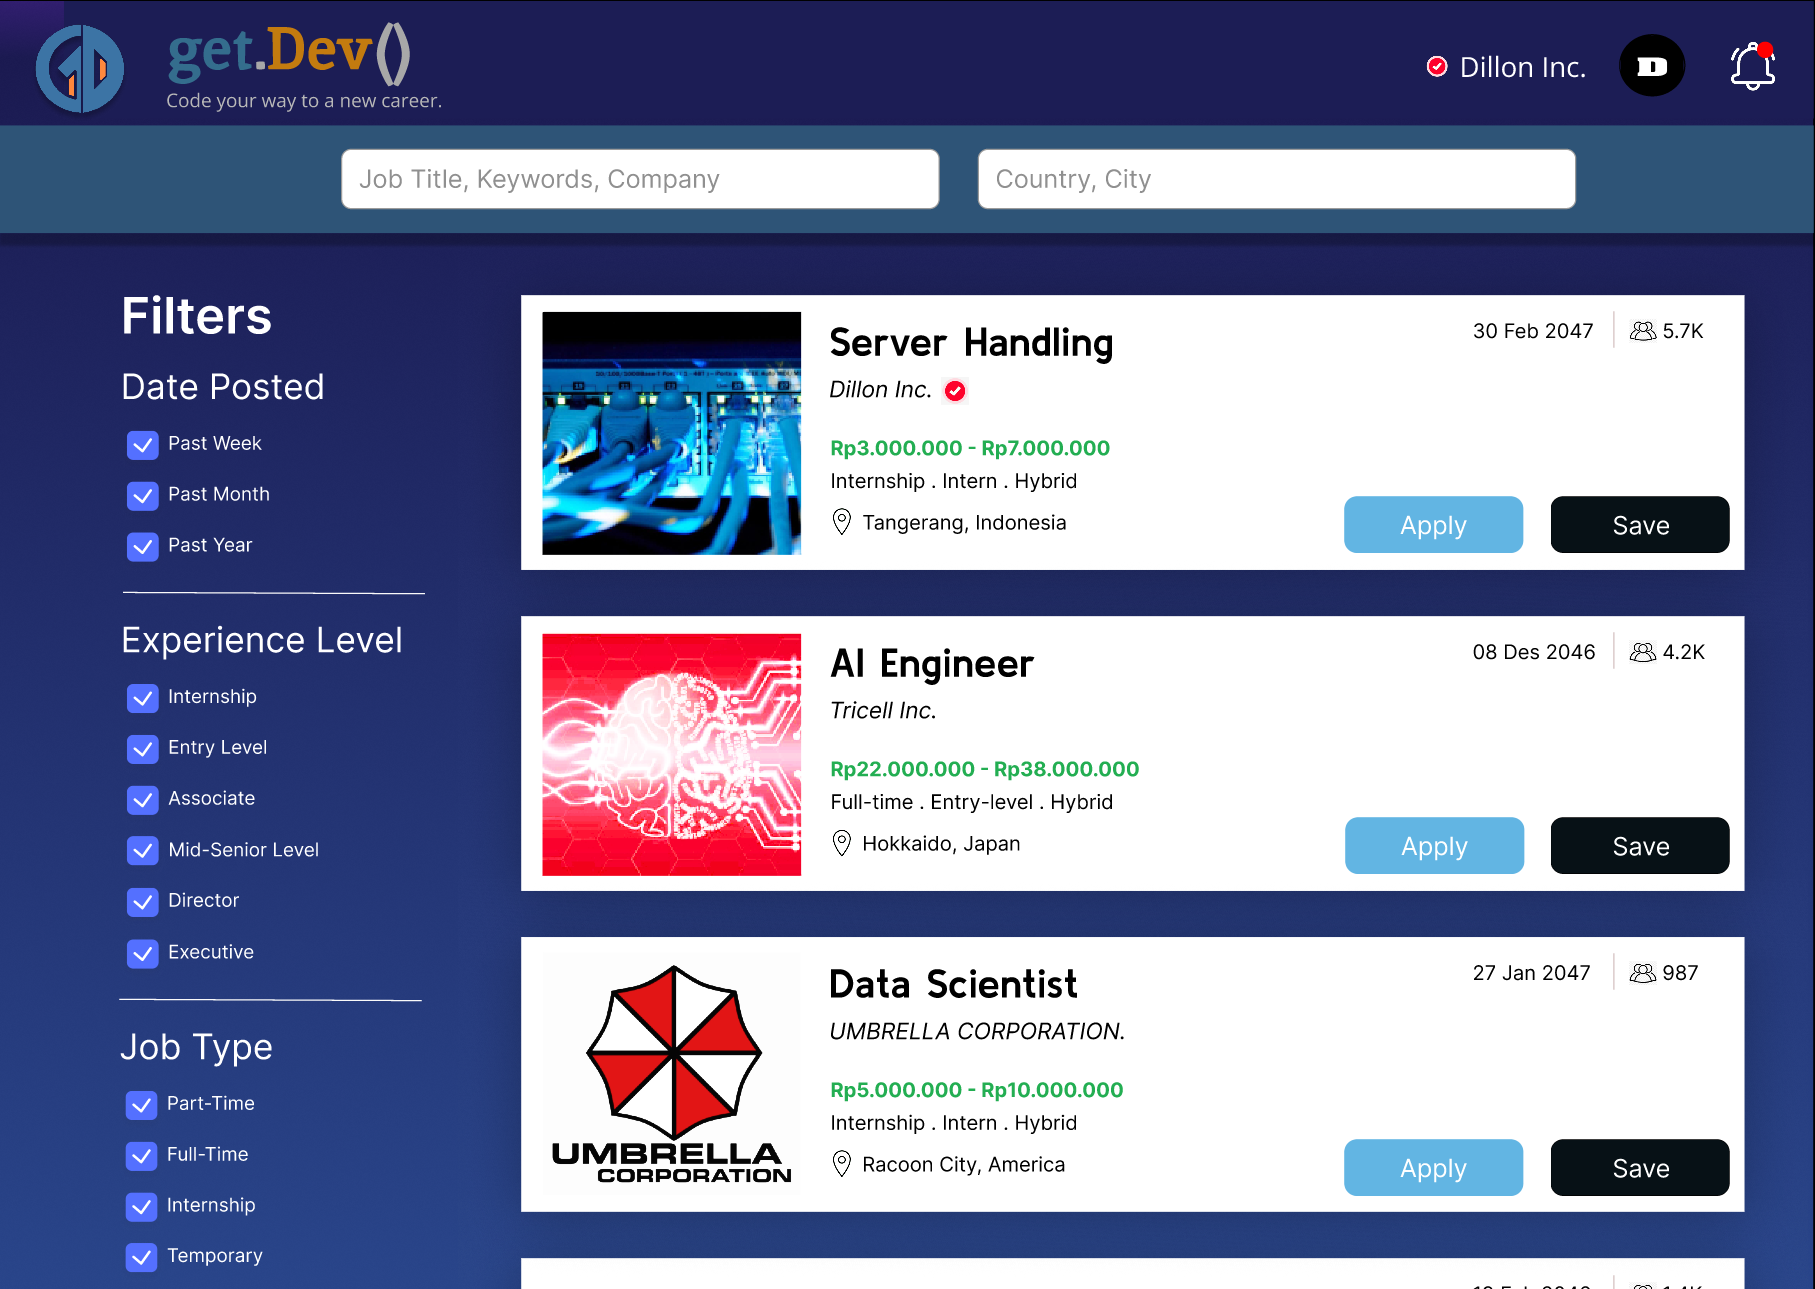 get.Dev()
Code your way to a new career.
Dillon Inc.
D
Job Title, Keywords, Company
Country, City
Filters
Date Posted
Past Week
Past Month
Past Year
Experience Level
Internship
Entry Level
Associate
Mid-Senior Level
Director
Executive
Job Type
Part-Time
Full-Time
Internship
Temporary
Server Handling
30 Feb 2047
5.7K
Dillon Inc.
Rp3.000.000 - Rp7.000.000
Internship . Intern . Hybrid
Tangerang, Indonesia
Apply
Save
AI Engineer
08 Des 2046
4.2K
Tricell Inc.
Rp22.000.000 - Rp38.000.000
Full-time . Entry-level . Hybrid
Hokkaido, Japan
Apply
Save
UMBRELLA
CORPORATION
Data Scientist
27 Jan 2047
987
UMBRELLA CORPORATION.
Rp5.000.000 - Rp10.000.000
Internship . Intern . Hybrid
Racoon City, America
Apply
Save